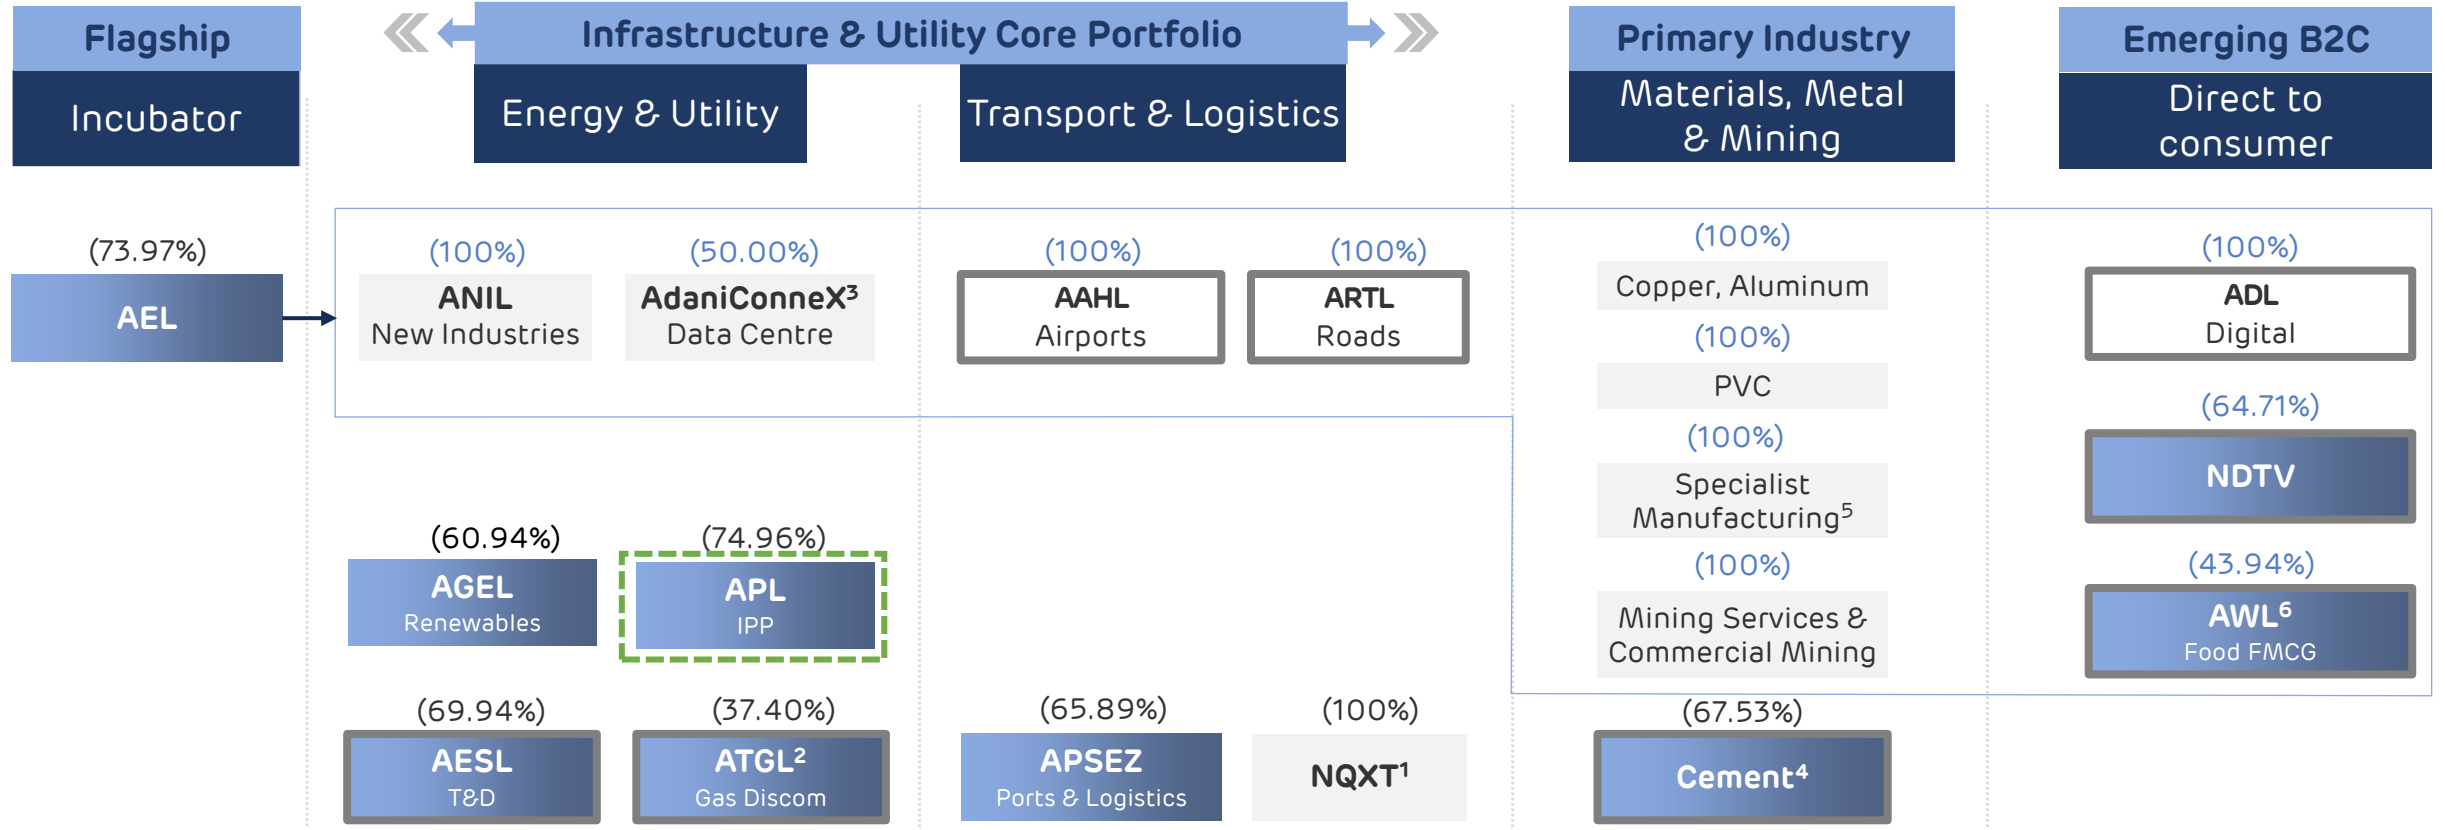 Flagship
Infrastructure & Utility Core Portfolio
Primary Industry
Emerging B2C
Incubator
Energy & Utility
Transport & Logistics
Materials, Metal
& Mining
Direct to
consumer
(73.97%)
AEL
(100%)
ANIL
New Industries
(50.00%)
AdaniConneX³
Data Centre
(100%)
AAHL
Airports
(100%)
ARTL
Roads
(100%)
Copper, Aluminum
(100%)
PVC
(100%)
Specialist
Manufacturing⁵
(100%)
Mining Services &
Commercial Mining
(100%)
ADL
Digital
(64.71%)
NDTV
(43.94%)
AWL⁶
Food FMCG
(60.94%)
AGEL
Renewables
(74.96%)
APL
IPP
(69.94%)
AESL
T&D
(37.40%)
ATGL²
Gas Discom
(65.89%)
APSEZ
Ports & Logistics
(100%)
NQXT¹
(67.53%)
Cement⁴